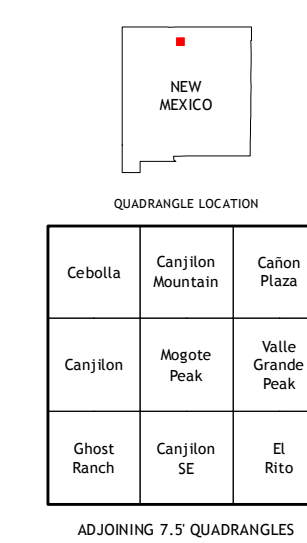 NEW
MEXICO
QUADRANGLE LOCATION
Cebolla
Canjilon
Mountain
Cañon
Plaza
Canjilon
Mogote
Peak
Valle
Grande
Peak
Ghost
Ranch
Canjilon
SE
El
Rito
ADJOINING 7.5' QUADRANGLES